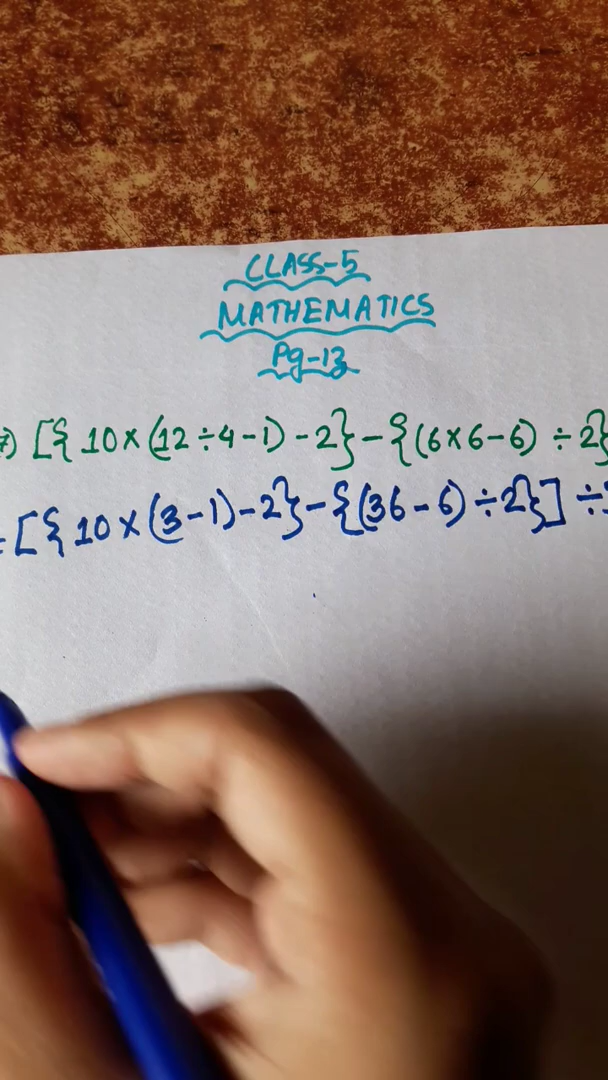 CLASS-5
MATHEMATICS
Pg-13
7) [{10×(12÷4-1)-2}-{(6×6-6)÷2}
=[{10×(3-1)-2}-{(36-6)÷2}]÷